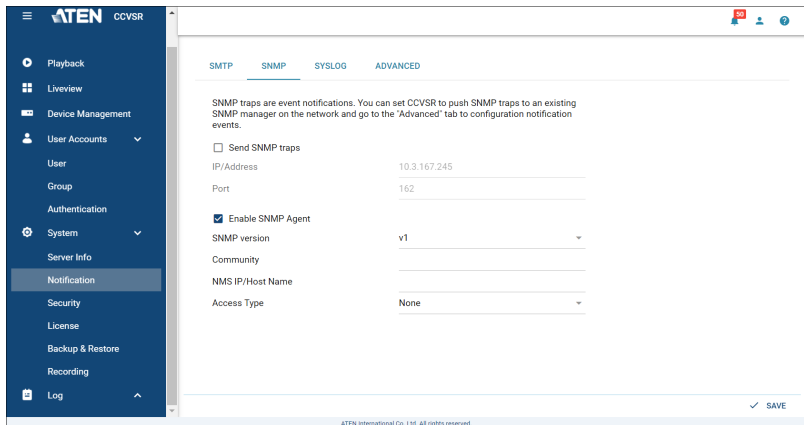 ATEN CCVSR
50
Playback
Liveview
Device Management
User Accounts
User
Group
Authentication
System
Server Info
Notification
Security
License
Backup & Restore
Recording
Log
SMTP SNMP SYSLOG ADVANCED
SNMP traps are event notifications. You can set CCVSR to push SNMP traps to an existing
SNMP manager on the network and go to the "Advanced" tab to configuration notification
events.
Send SNMP traps
IP/Address 10.3.167.245
Port 162
Enable SNMP Agent
SNMP version v1
Community
NMS IP/Host Name
Access Type None
SAVE
ATEN International Co. Ltd. All rights reserved.